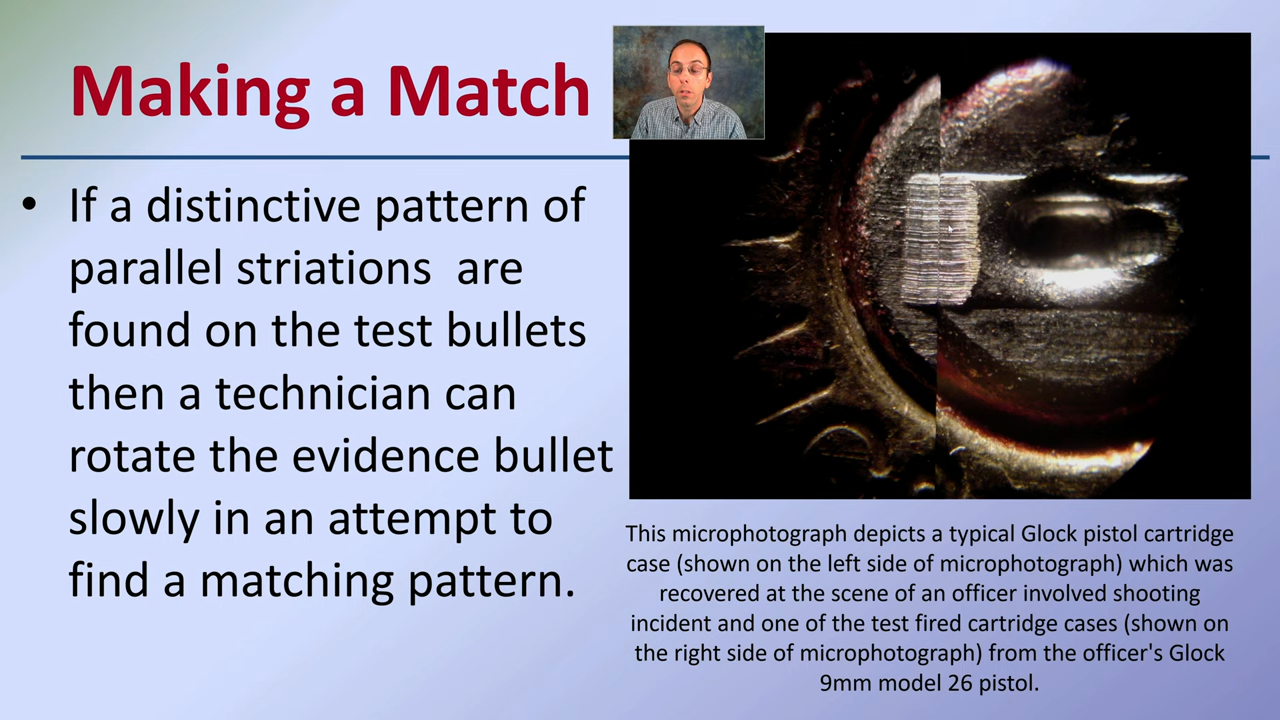 Making a Match
• If a distinctive pattern of
parallel striations are
found on the test bullets
then a technician can
rotate the evidence bullet
slowly in an attempt to
find a matching pattern.
This microphotograph depicts a typical Glock pistol cartridge
case (shown on the left side of microphotograph) which was
recovered at the scene of an officer involved shooting
incident and one of the test fired cartridge cases (shown on
the right side of microphotograph) from the officer's Glock
9mm model 26 pistol.